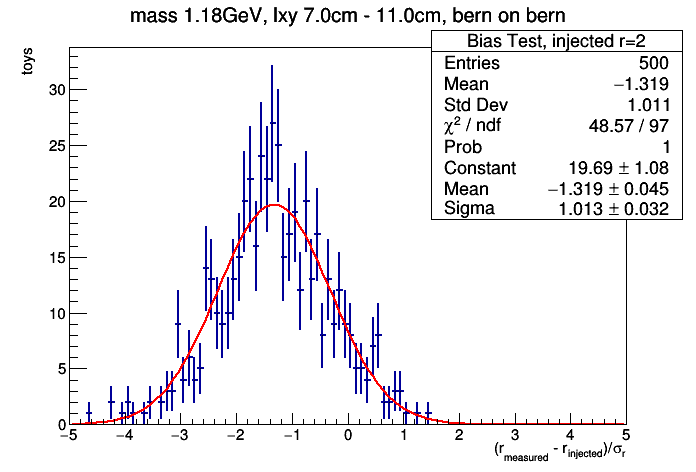 mass 1.18GeV, lxy 7.0cm - 11.0cm, bern on bern
toys
Bias Test, injected r=2
Entries 500
Mean −1.319
Std Dev 1.011
χ² / ndf 48.57 / 97
Prob 1
Constant 19.69 ± 1.08
Mean −1.319 ± 0.045
Sigma 1.013 ± 0.032
30
25
20
15
10
5
0
−5 −4 −3 −2 −1 0 1 2 3 4 5
(r_measured - r_injected)/σ_r